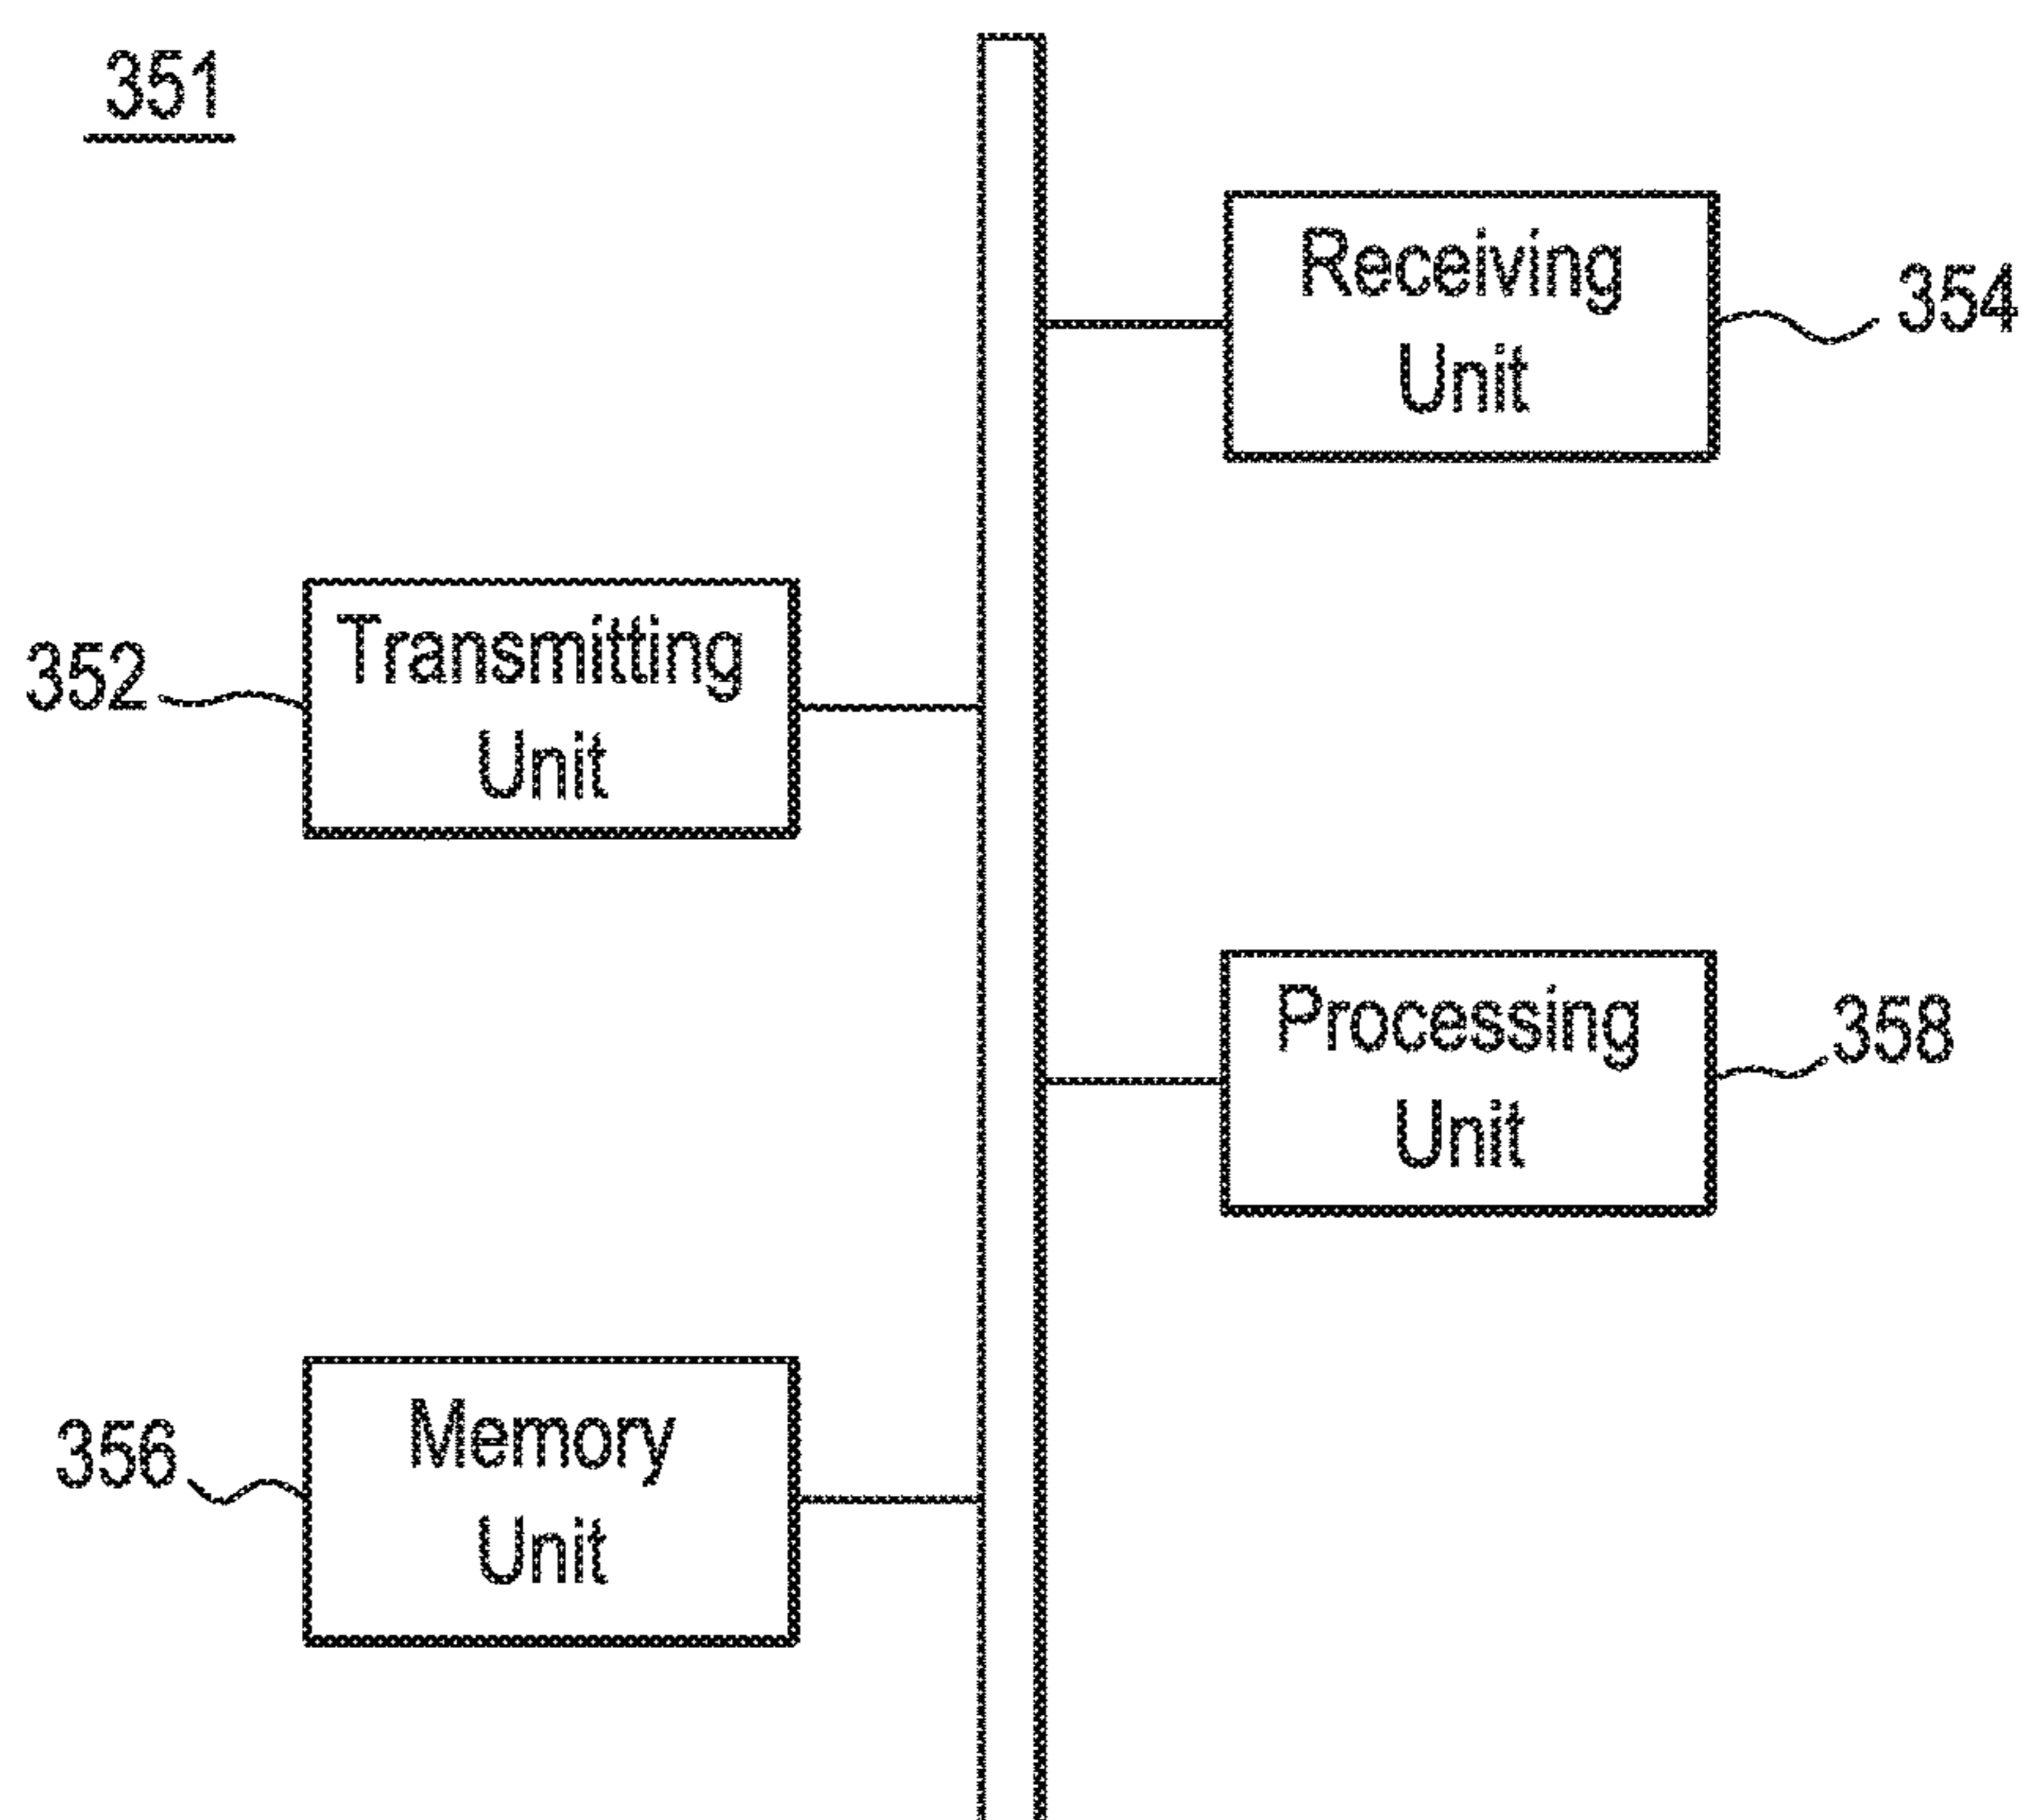 351
Receiving
Unit
354
352
Transmitting
Unit
Processing
Unit
358
356
Memory
Unit